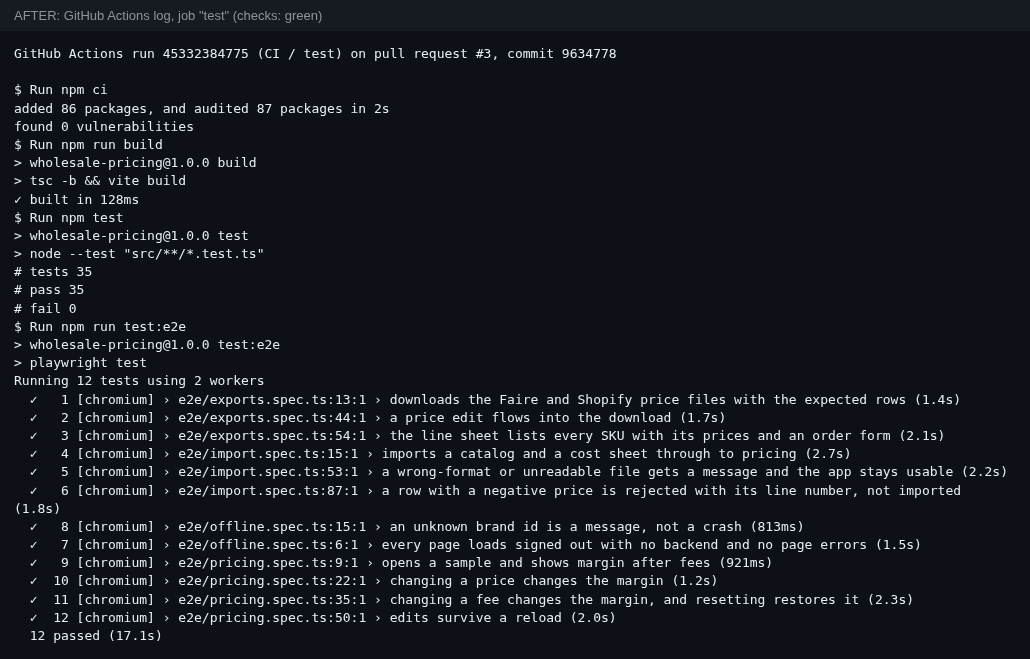 AFTER: GitHub Actions log, job "test" (checks: green)
GitHub Actions run 45332384775 (CI / test) on pull request #3, commit 9634778
$ Run npm ci
added 86 packages, and audited 87 packages in 2s
found 0 vulnerabilities
$ Run npm run build
> wholesale-pricing@1.0.0 build
> tsc -b && vite build
✓ built in 128ms
$ Run npm test
> wholesale-pricing@1.0.0 test
> node --test "src/**/*.test.ts"
# tests 35
# pass 35
# fail 0
$ Run npm run test:e2e
> wholesale-pricing@1.0.0 test:e2e
> playwright test
Running 12 tests using 2 workers
✓ 1 [chromium] › e2e/exports.spec.ts:13:1 › downloads the Faire and Shopify price files with the expected rows (1.4s)
✓ 2 [chromium] › e2e/exports.spec.ts:44:1 › a price edit flows into the download (1.7s)
✓ 3 [chromium] › e2e/exports.spec.ts:54:1 › the line sheet lists every SKU with its prices and an order form (2.1s)
✓ 4 [chromium] › e2e/import.spec.ts:15:1 › imports a catalog and a cost sheet through to pricing (2.7s)
✓ 5 [chromium] › e2e/import.spec.ts:53:1 › a wrong-format or unreadable file gets a message and the app stays usable (2.2s)
✓ 6 [chromium] › e2e/import.spec.ts:87:1 › a row with a negative price is rejected with its line number, not imported
(1.8s)
✓ 8 [chromium] › e2e/offline.spec.ts:15:1 › an unknown brand id is a message, not a crash (813ms)
✓ 7 [chromium] › e2e/offline.spec.ts:6:1 › every page loads signed out with no backend and no page errors (1.5s)
✓ 9 [chromium] › e2e/pricing.spec.ts:9:1 › opens a sample and shows margin after fees (921ms)
✓ 10 [chromium] › e2e/pricing.spec.ts:22:1 › changing a price changes the margin (1.2s)
✓ 11 [chromium] › e2e/pricing.spec.ts:35:1 › changing a fee changes the margin, and resetting restores it (2.3s)
✓ 12 [chromium] › e2e/pricing.spec.ts:50:1 › edits survive a reload (2.0s)
12 passed (17.1s)